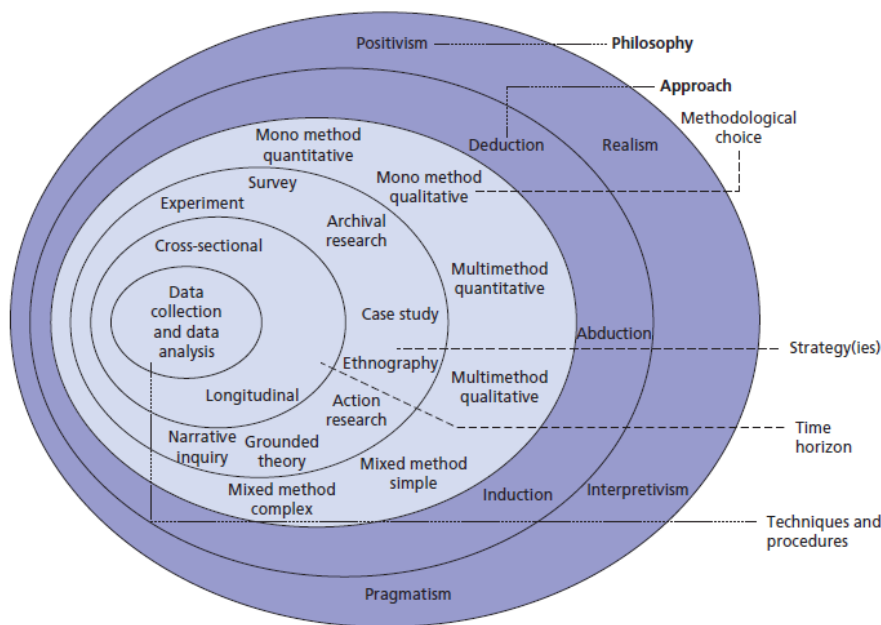 Positivism
Philosophy
Approach
Methodological
choice
Mono method
quantitative
Deduction
Realism
Mono method
qualitative
Survey
Experiment
Archival
research
Cross-sectional
Multimethod
quantitative
Data
collection
and data
analysis
Case study
Abduction
Strategy(ies)
Ethnography
Multimethod
qualitative
Longitudinal
Action
research
Time
horizon
Narrative
inquiry
Grounded
theory
Mixed method
simple
Mixed method
complex
Induction
Interpretivism
Techniques and
procedures
Pragmatism